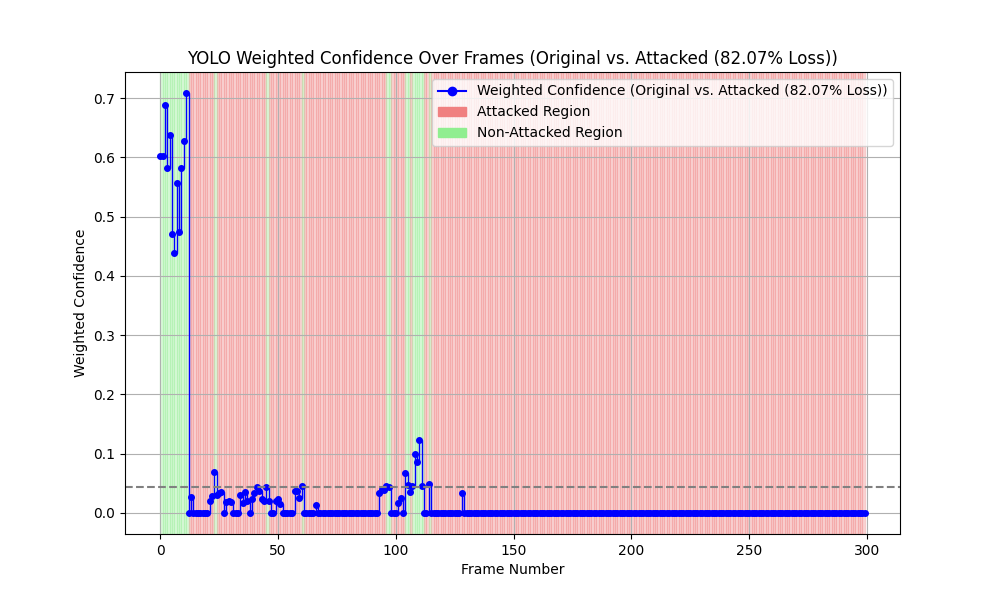 YOLO Weighted Confidence Over Frames (Original vs. Attacked (82.07% Loss))
Weighted Confidence (Original vs. Attacked (82.07% Loss))
Attacked Region
Non-Attacked Region
Weighted Confidence
0.7
0.6
0.5
0.4
0.3
0.2
0.1
0.0
0 50 100 150 200 250 300
Frame Number